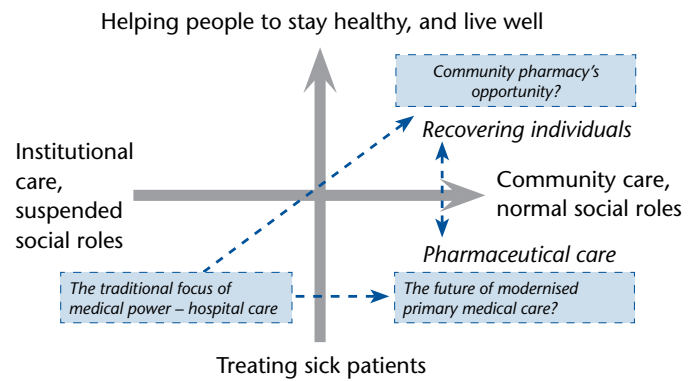 Helping people to stay healthy, and live well
Community pharmacy’s
opportunity?
Recovering individuals
Institutional
care,
suspended
social roles
Community care,
normal social roles
Pharmaceutical care
The traditional focus of
medical power – hospital care
The future of modernised
primary medical care?
Treating sick patients